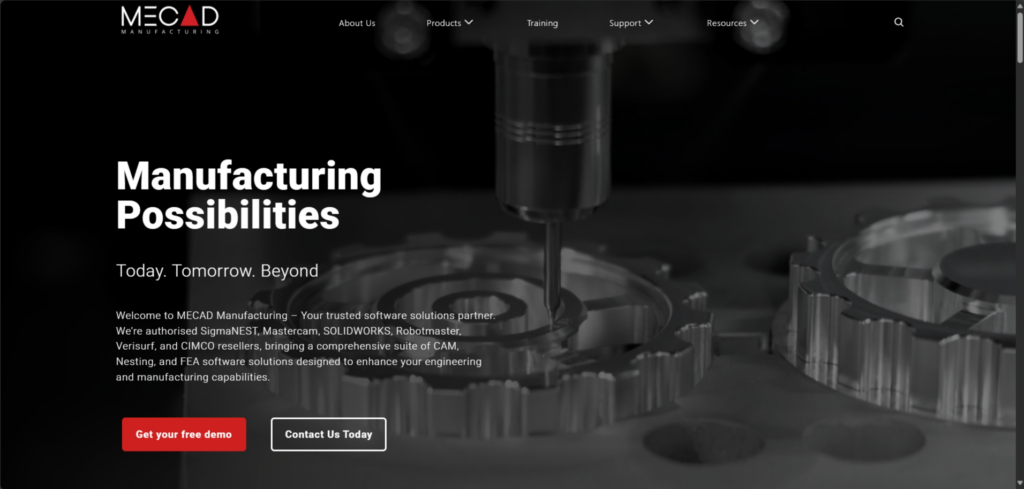 MECAD
MANUFACTURING
About Us
Products
Training
Support
Resources
Manufacturing
Possibilities
Today. Tomorrow. Beyond
Welcome to MECAD Manufacturing – Your trusted software solutions partner.
We're authorised SigmaNEST, Mastercam, SOLIDWORKS, Robotmaster,
Verisurf, and CIMCO resellers, bringing a comprehensive suite of CAM,
Nesting, and FEA software solutions designed to enhance your engineering
and manufacturing capabilities.
Get your free demo
Contact Us Today